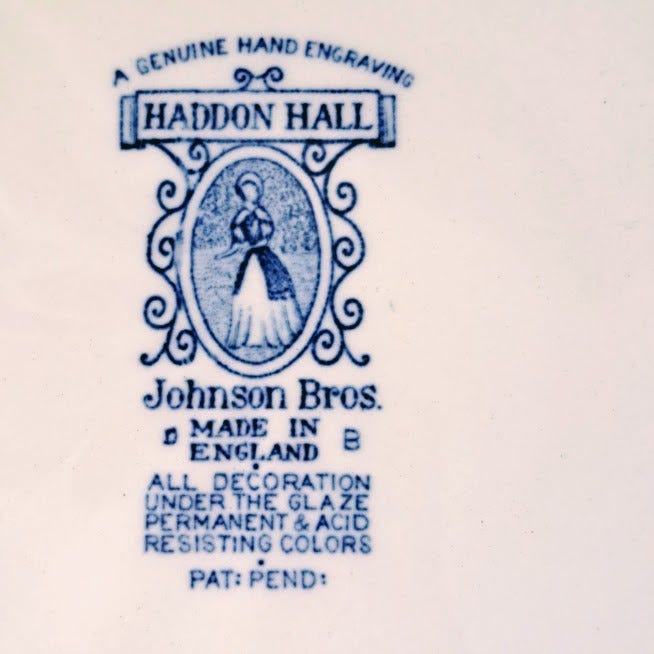 A GENUINE HAND ENGRAVING
HADDON HALL
Johnson Bros.
D MADE IN B
ENGLAND
ALL DECORATION
UNDER THE GLAZE
PERMANENT & ACID
RESISTING COLORS
PAT: PEND: